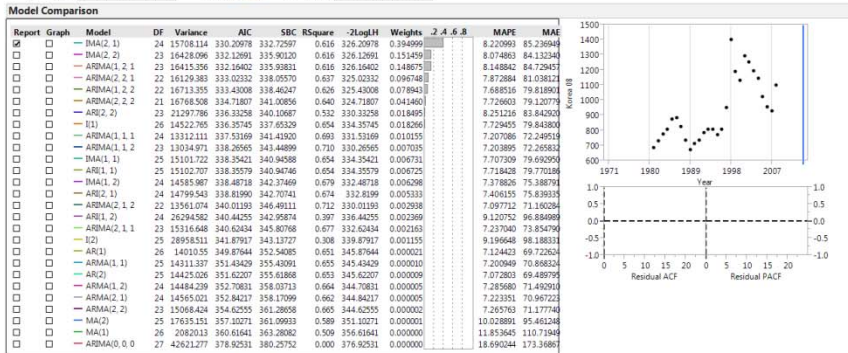 Model Comparison
Report Graph Model DF Variance AIC SBC RSquare -2LogLH Weights .2 .4 .6 .8 MAPE MAE
IMA(2, 1) 24 15708.114 330.20978 332.72597 0.616 326.20978 0.394999 8.220993 85.236949
IMA(2, 2) 23 16428.096 332.12691 335.90120 0.616 326.12691 0.151459 8.074863 84.132340
ARIMA(1, 2, 1 23 16415.356 332.16402 335.93831 0.616 326.16402 0.148675 8.148842 84.729457
ARIMA(2, 2, 1 22 16129.383 333.02332 338.05570 0.637 325.02332 0.096748 7.872884 81.038121
ARIMA(1, 2, 2 22 16713.355 333.43008 338.46247 0.626 325.43008 0.078943 7.688516 79.818901
ARIMA(2, 2, 2 21 16768.508 334.71807 341.00856 0.640 324.71807 0.041460 7.726603 79.120779
ARI(2, 2) 23 21297.786 336.33258 340.10687 0.532 330.33258 0.018495 8.251216 83.842920
I(1) 26 14522.765 336.35745 337.65329 0.654 334.35745 0.018266 7.729455 79.843800
ARIMA(1, 1, 1 24 13312.111 337.53169 341.41920 0.693 331.53169 0.010155 7.207086 72.249519
ARIMA(1, 1, 2 23 13034.971 338.26565 343.44899 0.710 330.26565 0.007035 7.203895 72.265832
IMA(1, 1) 25 15101.722 338.35421 340.94588 0.654 334.35421 0.006731 7.707309 79.692950
ARI(1, 1) 25 15102.707 338.35579 340.94746 0.654 334.35579 0.006725 7.718428 79.770186
IMA(1, 2) 24 14585.987 338.48718 342.37469 0.679 332.48718 0.006298 7.378826 75.388791
ARI(2, 1) 24 14799.543 338.81990 342.70741 0.674 332.8199 0.005333 7.406155 75.839335
ARIMA(2, 1, 2 22 13561.074 340.01193 346.49111 0.712 330.01193 0.002938 7.097712 71.160284
ARI(1, 2) 24 26294.582 340.44255 342.95874 0.397 336.44255 0.002369 9.120752 96.884989
ARIMA(2, 1, 1 23 15316.648 340.62434 345.80768 0.677 332.62434 0.002163 7.237040 73.854790
I(2) 25 28958.511 341.87917 343.13727 0.308 339.87917 0.001155 9.196648 98.188331
AR(1) 26 14010.55 349.87644 352.54085 0.651 345.87644 0.000021 7.124423 69.722624
ARMA(1, 1) 25 14311.337 351.43429 355.43091 0.655 345.43429 0.000010 7.200949 70.868324
AR(2) 25 14425.026 351.62207 355.61868 0.653 345.62207 0.000009 7.072803 69.489795
ARMA(1, 2) 24 14484.239 352.70831 358.03713 0.664 344.70831 0.000005 7.285680 71.492910
ARMA(2, 1) 24 14565.021 352.84217 358.17099 0.662 344.84217 0.000005 7.223351 70.967223
ARMA(2, 2) 23 15068.424 354.62555 361.28658 0.665 344.62555 0.000002 7.265763 71.177740
MA(2) 25 17635.151 357.10271 361.09933 0.589 351.10271 0.000001 10.028891 95.461248
MA(1) 26 20820.13 360.61641 363.28082 0.509 356.61641 0.000000 11.853645 110.71949
ARIMA(0, 0, 0 27 42621.277 378.92531 380.25752 0.000 376.92531 0.000000 18.690244 173.36867
1500
1400
1300
1200
1100
1000
900
800
700
600
Korea 0$
1971 1980 1989 1998 2007
Year
1.0 1.0
0.5 0.5
0.0 0.0
-0.5 -0.5
-1.0 -1.0
0 5 10 15 20 0 5 10 15 20
Residual ACF Residual PACF